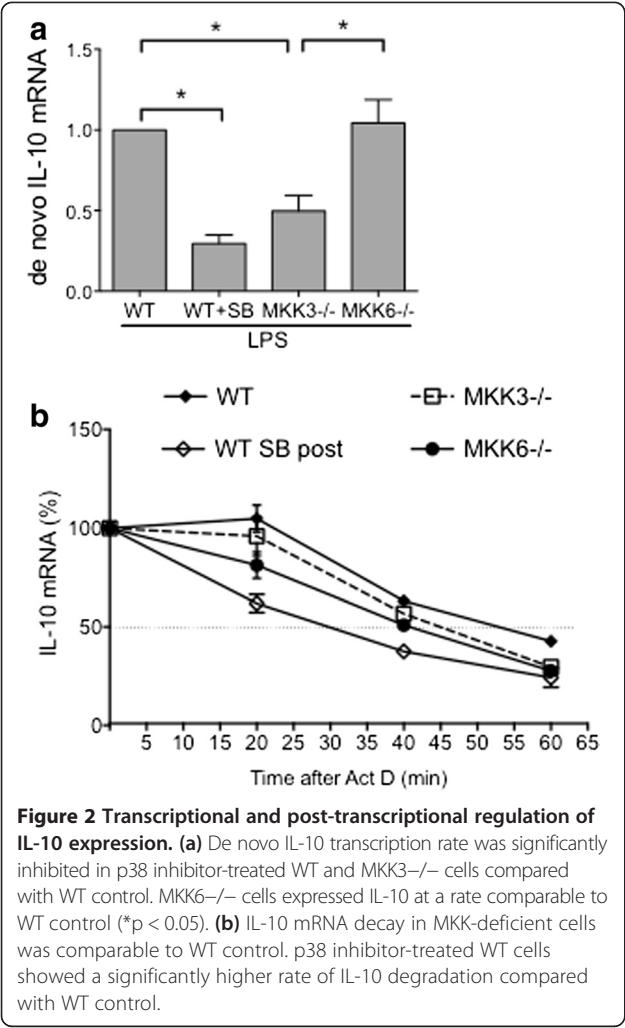 a
* *
*
1.5
1.0
0.5
0.0
de novo IL-10 mRNA
WT WT+SB MKK3-/- MKK6-/-
LPS
b
WT MKK3-/-
WT SB post MKK6-/-
150
100
50
0
IL-10 mRNA (%)
5 10 15 20 25 30 35 40 45 50 55 60 65
Time after Act D (min)
Figure 2 Transcriptional and post-transcriptional regulation of
IL-10 expression. (a) De novo IL-10 transcription rate was significantly
inhibited in p38 inhibitor-treated WT and MKK3−/− cells compared
with WT control. MKK6−/− cells expressed IL-10 at a rate comparable to
WT control (*p < 0.05). (b) IL-10 mRNA decay in MKK-deficient cells
was comparable to WT control. p38 inhibitor-treated WT cells
showed a significantly higher rate of IL-10 degradation compared
with WT control.